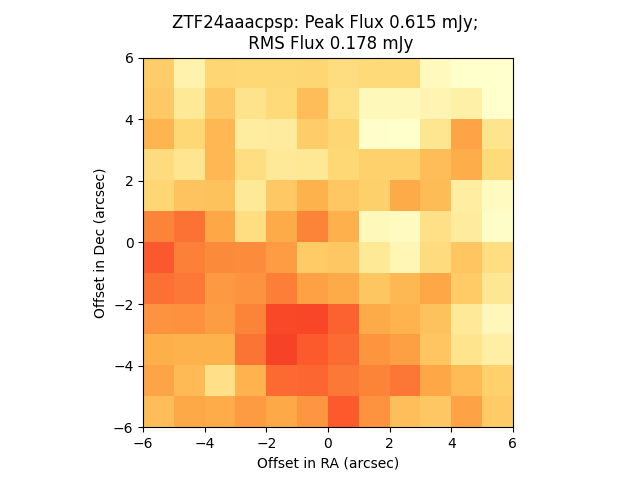 ZTF24aaacpsp: Peak Flux 0.615 mJy;
RMS Flux 0.178 mJy
6
4
2
0
−2
−4
−6
Offset in Dec (arcsec)
−6 −4 −2 0 2 4 6
Offset in RA (arcsec)